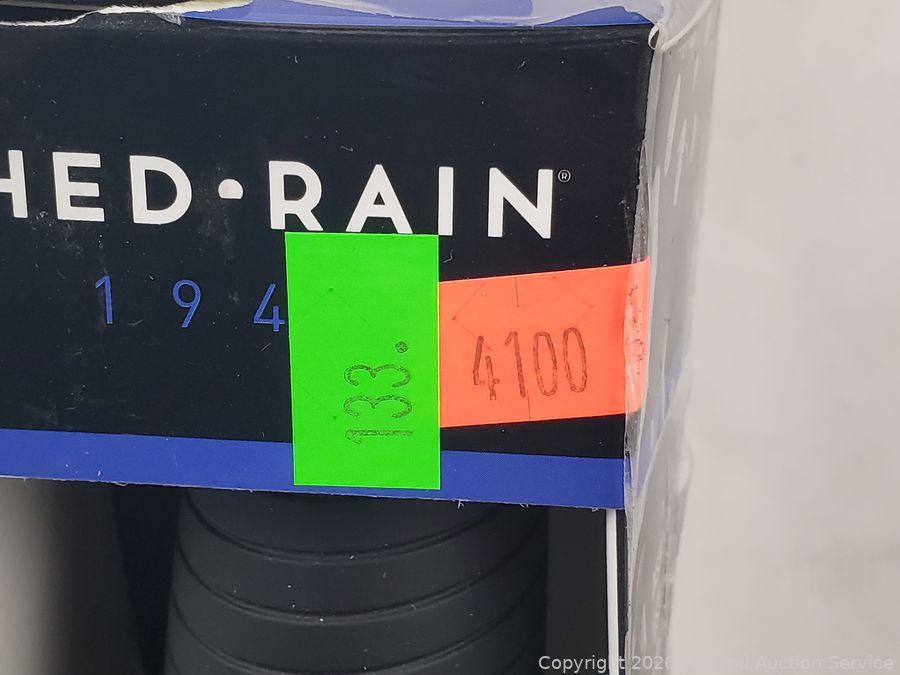 HED•RAIN®
1 9 4
133.
4100
Copyright 2026 Auction Service